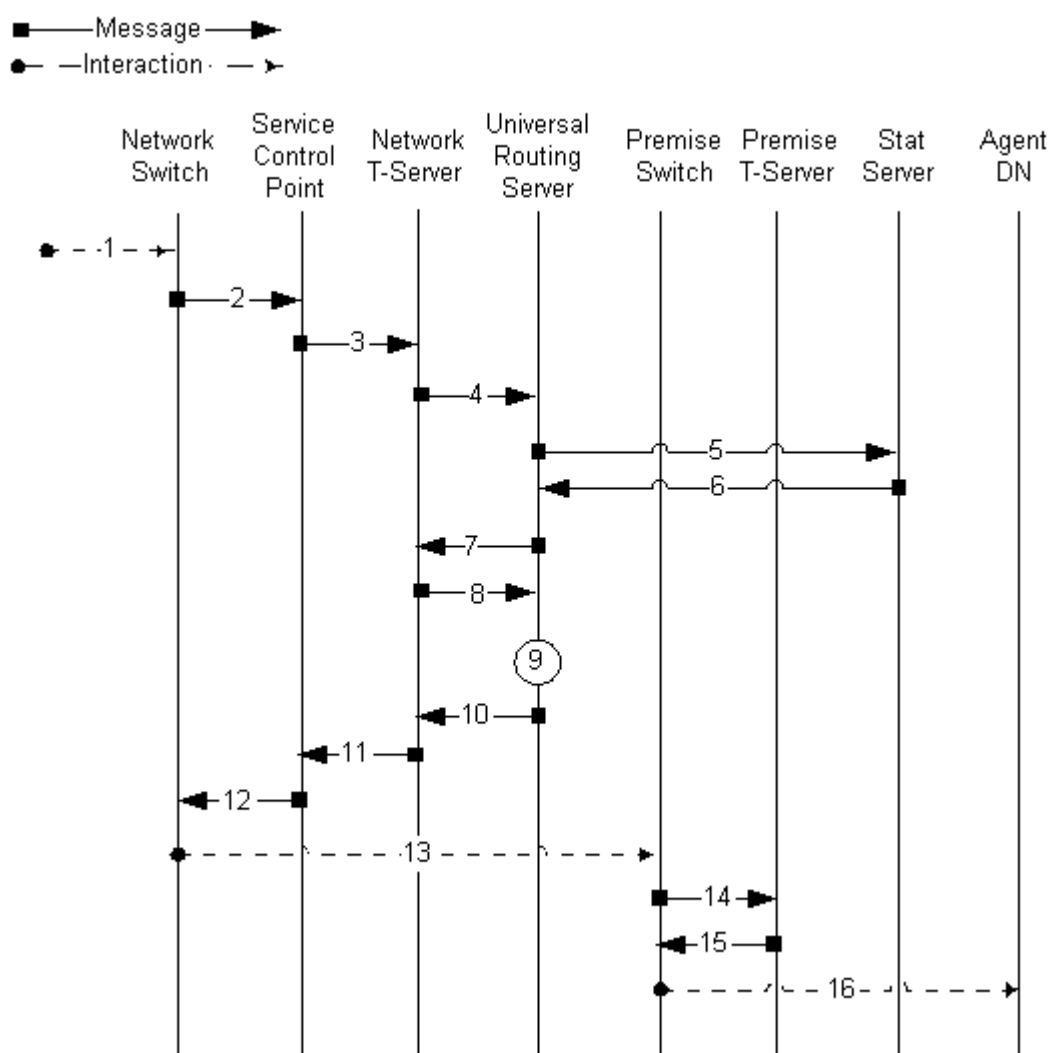 Message
Interaction
Network
Switch
Service
Control
Point
Network
T-Server
Universal
Routing
Server
Premise
Switch
Premise
T-Server
Stat
Server
Agent
DN
1
2
3
4
5
6
7
8
9
10
11
12
13
14
15
16